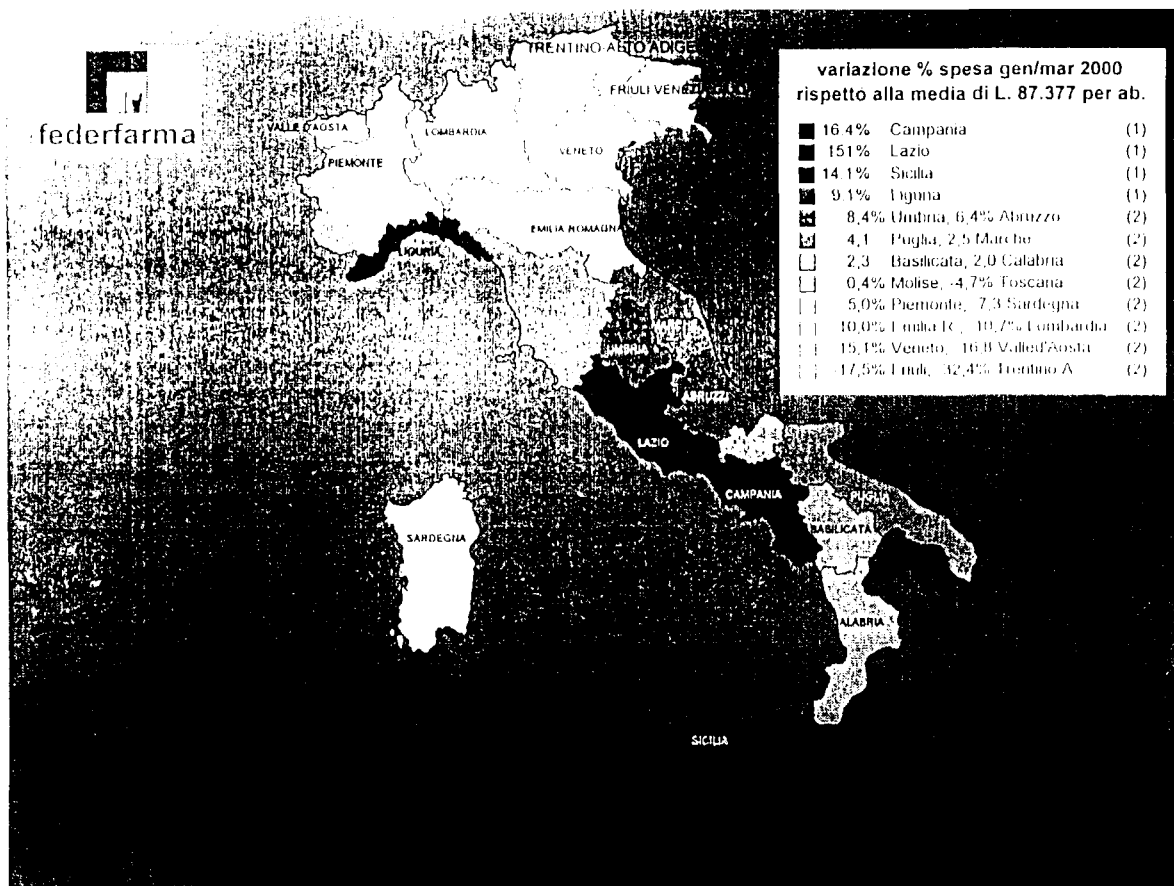 federfarma
TRENTINO-ALTO ADIGE
FRIULI VENEZIA
VALLE D'AOSTA
LOMBARDIA
VENETO
PIEMONTE
EMILIA ROMAGNA
LIGURIA
UMBRIA
ABRUZZI
LAZIO
CAMPANIA
PUGLIA
BASILICATA
SARDEGNA
ALABRIA
SICILIA
variazione % spesa gen/mar 2000
rispetto alla media di L. 87.377 per ab.
16.4% Campania (1)
151% Lazio (1)
14.1% Sicilia (1)
9.1% Liguria (1)
8,4% Umbria, 6,4% Abruzzo (2)
4,1 Puglia, 2,5 Marche (2)
2,3 Basilicata, 2,0 Calabria (2)
0,4% Molise, -4,7% Toscana (2)
5,0% Piemonte, 7,3 Sardegna (2)
10,0% Emilia R., 10,7% Lombardia (2)
15,1% Veneto, 16,8 Valled'Aosta (2)
-17,5% Friuli, 32,4% Trentino A (2)